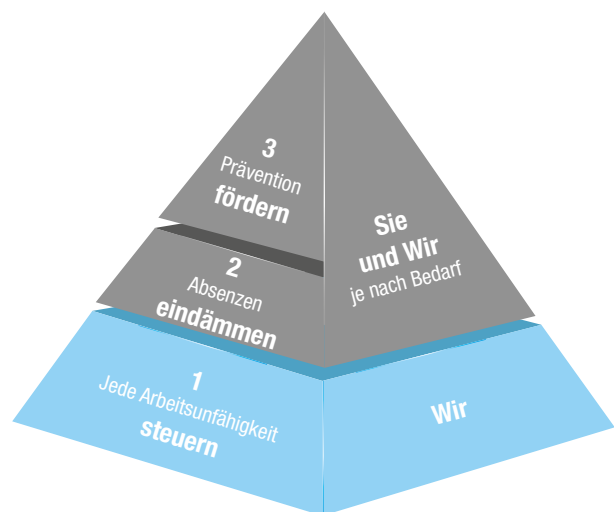 3
Prävention
fördern
2
Absenzen
eindämmen
1
Jede Arbeitsunfähigkeit
steuern
Sie
und Wir
je nach Bedarf
Wir